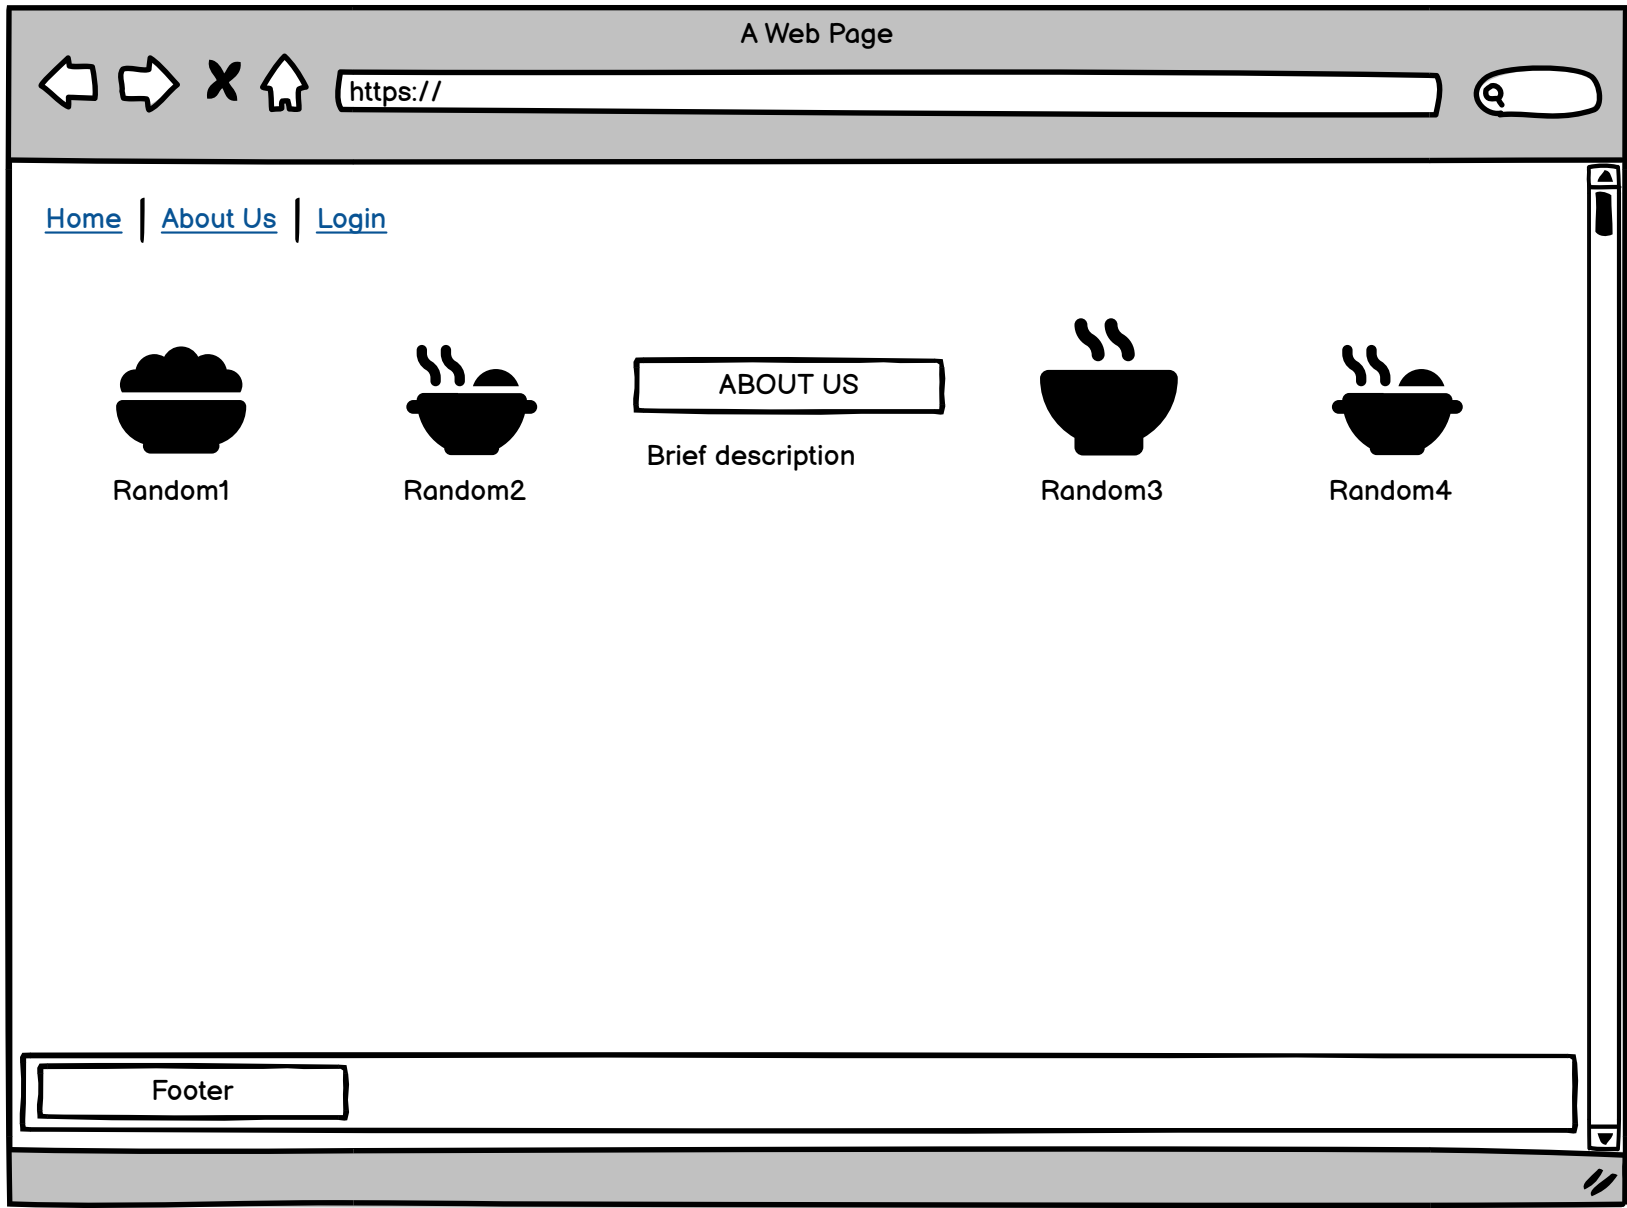 A Web Page
https://
Home | About Us | Login
ABOUT US
Brief description
Random1
Random2
Random3
Random4
Footer